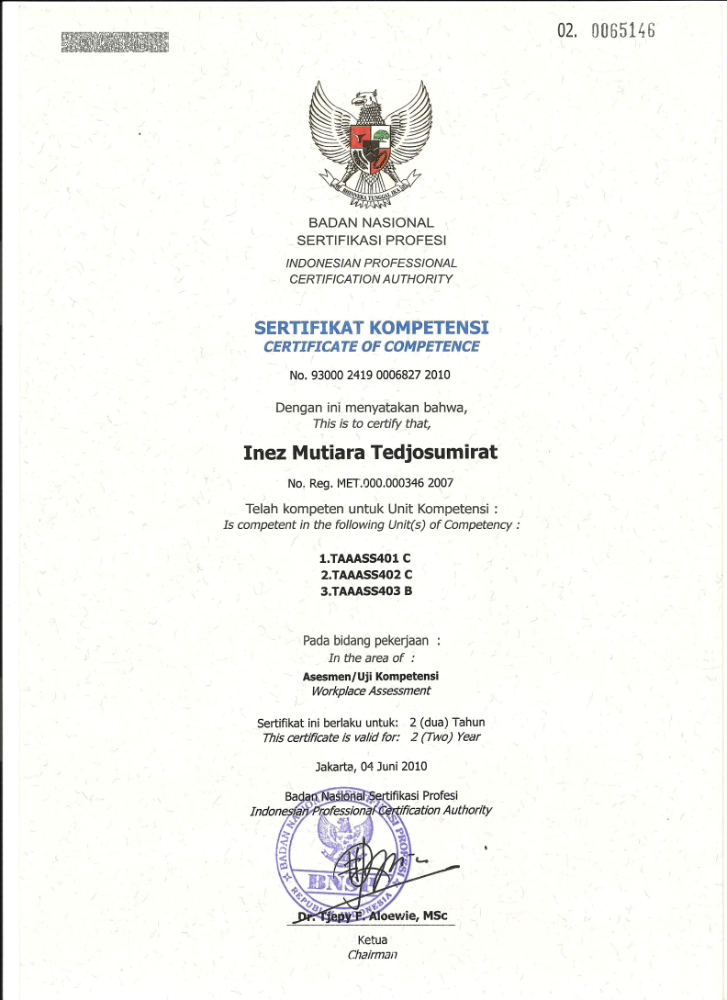 02. 0065146
BHINNEKA TUNGGAL IKA
BADAN NASIONAL
SERTIFIKASI PROFESI
INDONESIAN PROFESSIONAL
CERTIFICATION AUTHORITY
SERTIFIKAT KOMPETENSI
CERTIFICATE OF COMPETENCE
No. 93000 2419 0006827 2010
Dengan ini menyatakan bahwa,
This is to certify that,
Inez Mutiara Tedjosumirat
No. Reg. MET.000.000346 2007
Telah kompeten untuk Unit Kompetensi :
Is competent in the following Unit(s) of Competency :
1.TAAASS401 C
2.TAAASS402 C
3.TAAASS403 B
Pada bidang pekerjaan :
In the area of :
Asesmen/Uji Kompetensi
Workplace Assessment
Sertifikat ini berlaku untuk: 2 (dua) Tahun
This certificate is valid for: 2 (Two) Year
Jakarta, 04 Juni 2010
Badan Nasional Sertifikasi Profesi
Indonesian Professional Certification Authority
BADAN NASIONAL SERTIFIKASI PROFESI
BNSP
REPUBLIK INDONESIA
Dr. Tjepy F. Aloewie, MSc
Ketua
Chairman